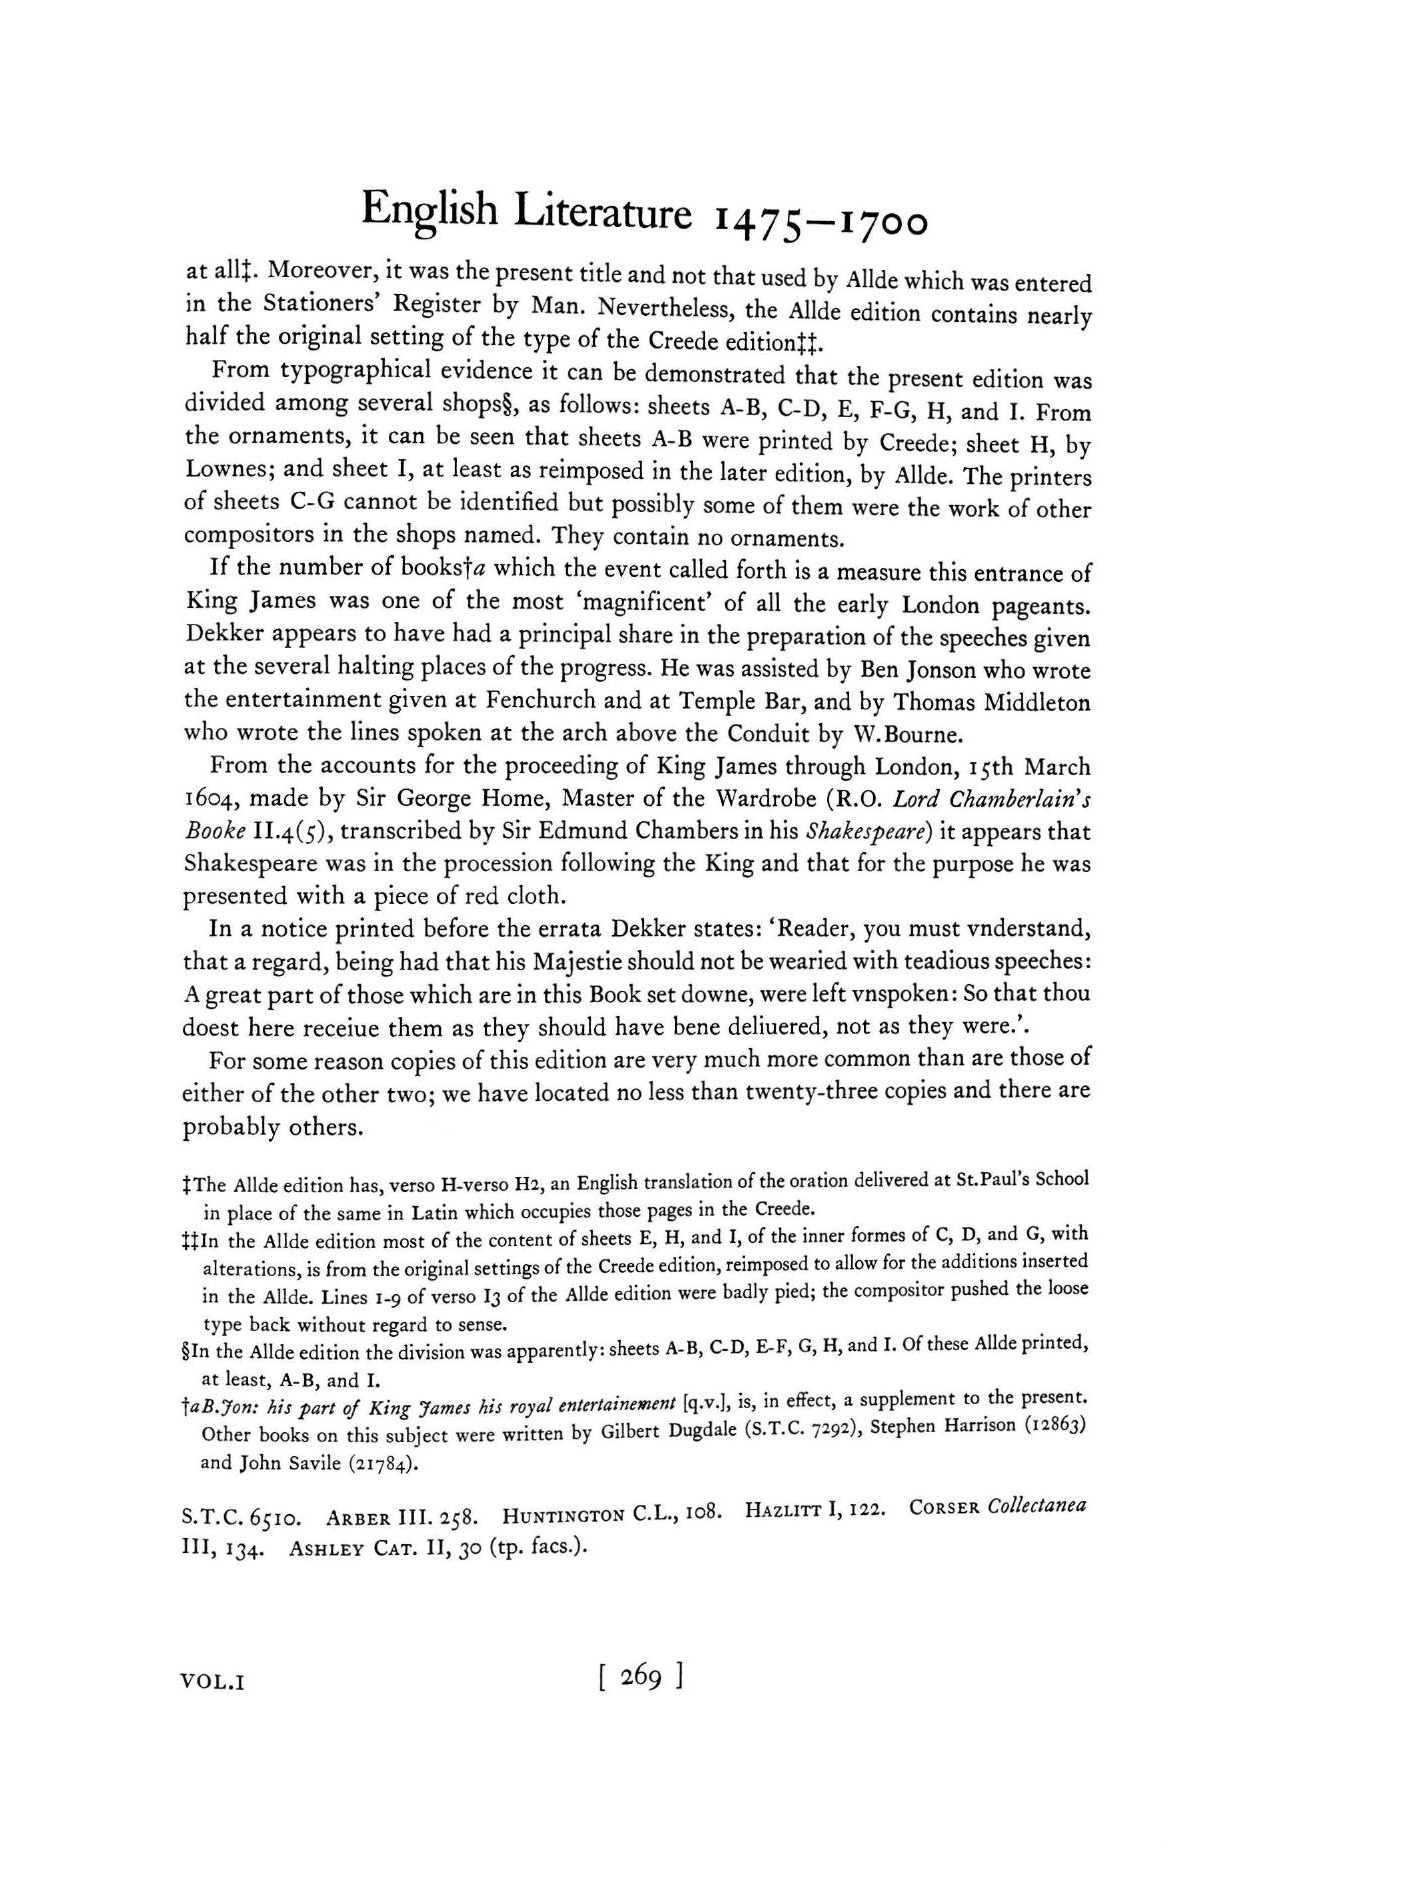 English Literature 1475–1700
at all‡. Moreover, it was the present title and not that used by Allde which was entered
in the Stationers' Register by Man. Nevertheless, the Allde edition contains nearly
half the original setting of the type of the Creede edition‡‡.
From typographical evidence it can be demonstrated that the present edition was
divided among several shops§, as follows: sheets A-B, C-D, E, F-G, H, and I. From
the ornaments, it can be seen that sheets A-B were printed by Creede; sheet H, by
Lownes; and sheet I, at least as reimposed in the later edition, by Allde. The printers
of sheets C-G cannot be identified but possibly some of them were the work of other
compositors in the shops named. They contain no ornaments.
If the number of books†a which the event called forth is a measure this entrance of
King James was one of the most 'magnificent' of all the early London pageants.
Dekker appears to have had a principal share in the preparation of the speeches given
at the several halting places of the progress. He was assisted by Ben Jonson who wrote
the entertainment given at Fenchurch and at Temple Bar, and by Thomas Middleton
who wrote the lines spoken at the arch above the Conduit by W.Bourne.
From the accounts for the proceeding of King James through London, 15th March
1604, made by Sir George Home, Master of the Wardrobe (R.O. Lord Chamberlain's
Booke II.4(5), transcribed by Sir Edmund Chambers in his Shakespeare) it appears that
Shakespeare was in the procession following the King and that for the purpose he was
presented with a piece of red cloth.
In a notice printed before the errata Dekker states: 'Reader, you must vnderstand,
that a regard, being had that his Majestie should not be wearied with teadious speeches:
A great part of those which are in this Book set downe, were left vnspoken: So that thou
doest here receiue them as they should have bene deliuered, not as they were.'.
For some reason copies of this edition are very much more common than are those of
either of the other two; we have located no less than twenty-three copies and there are
probably others.
‡The Allde edition has, verso H-verso H2, an English translation of the oration delivered at St.Paul's School
in place of the same in Latin which occupies those pages in the Creede.
‡‡In the Allde edition most of the content of sheets E, H, and I, of the inner formes of C, D, and G, with
alterations, is from the original settings of the Creede edition, reimposed to allow for the additions inserted
in the Allde. Lines 1-9 of verso I3 of the Allde edition were badly pied; the compositor pushed the loose
type back without regard to sense.
§In the Allde edition the division was apparently: sheets A-B, C-D, E-F, G, H, and I. Of these Allde printed,
at least, A-B, and I.
†aB.Jon: his part of King James his royal entertainement [q.v.], is, in effect, a supplement to the present.
Other books on this subject were written by Gilbert Dugdale (S.T.C. 7292), Stephen Harrison (12863)
and John Savile (21784).
S.T.C. 6510. Arber III. 258. Huntington C.L., 108. Hazlitt I, 122. Corser Collectanea
III, 134. Ashley Cat. II, 30 (tp. facs.).
VOL.I [ 269 ]